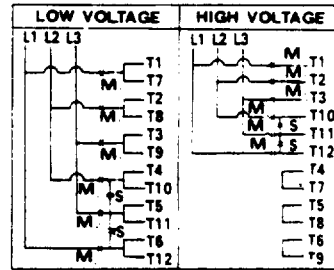 LOW VOLTAGE HIGH VOLTAGE
L1 L2 L3 L1 L2 L3
T1
T7
M
T2
T8
M
T3
T9
M
T4
T10
M S
T5
T11
M
S
T6
T12
M
M T1
M T2
M T3
M T10
S
T11
M T12
T4
T7
T5
T8
T6
T9